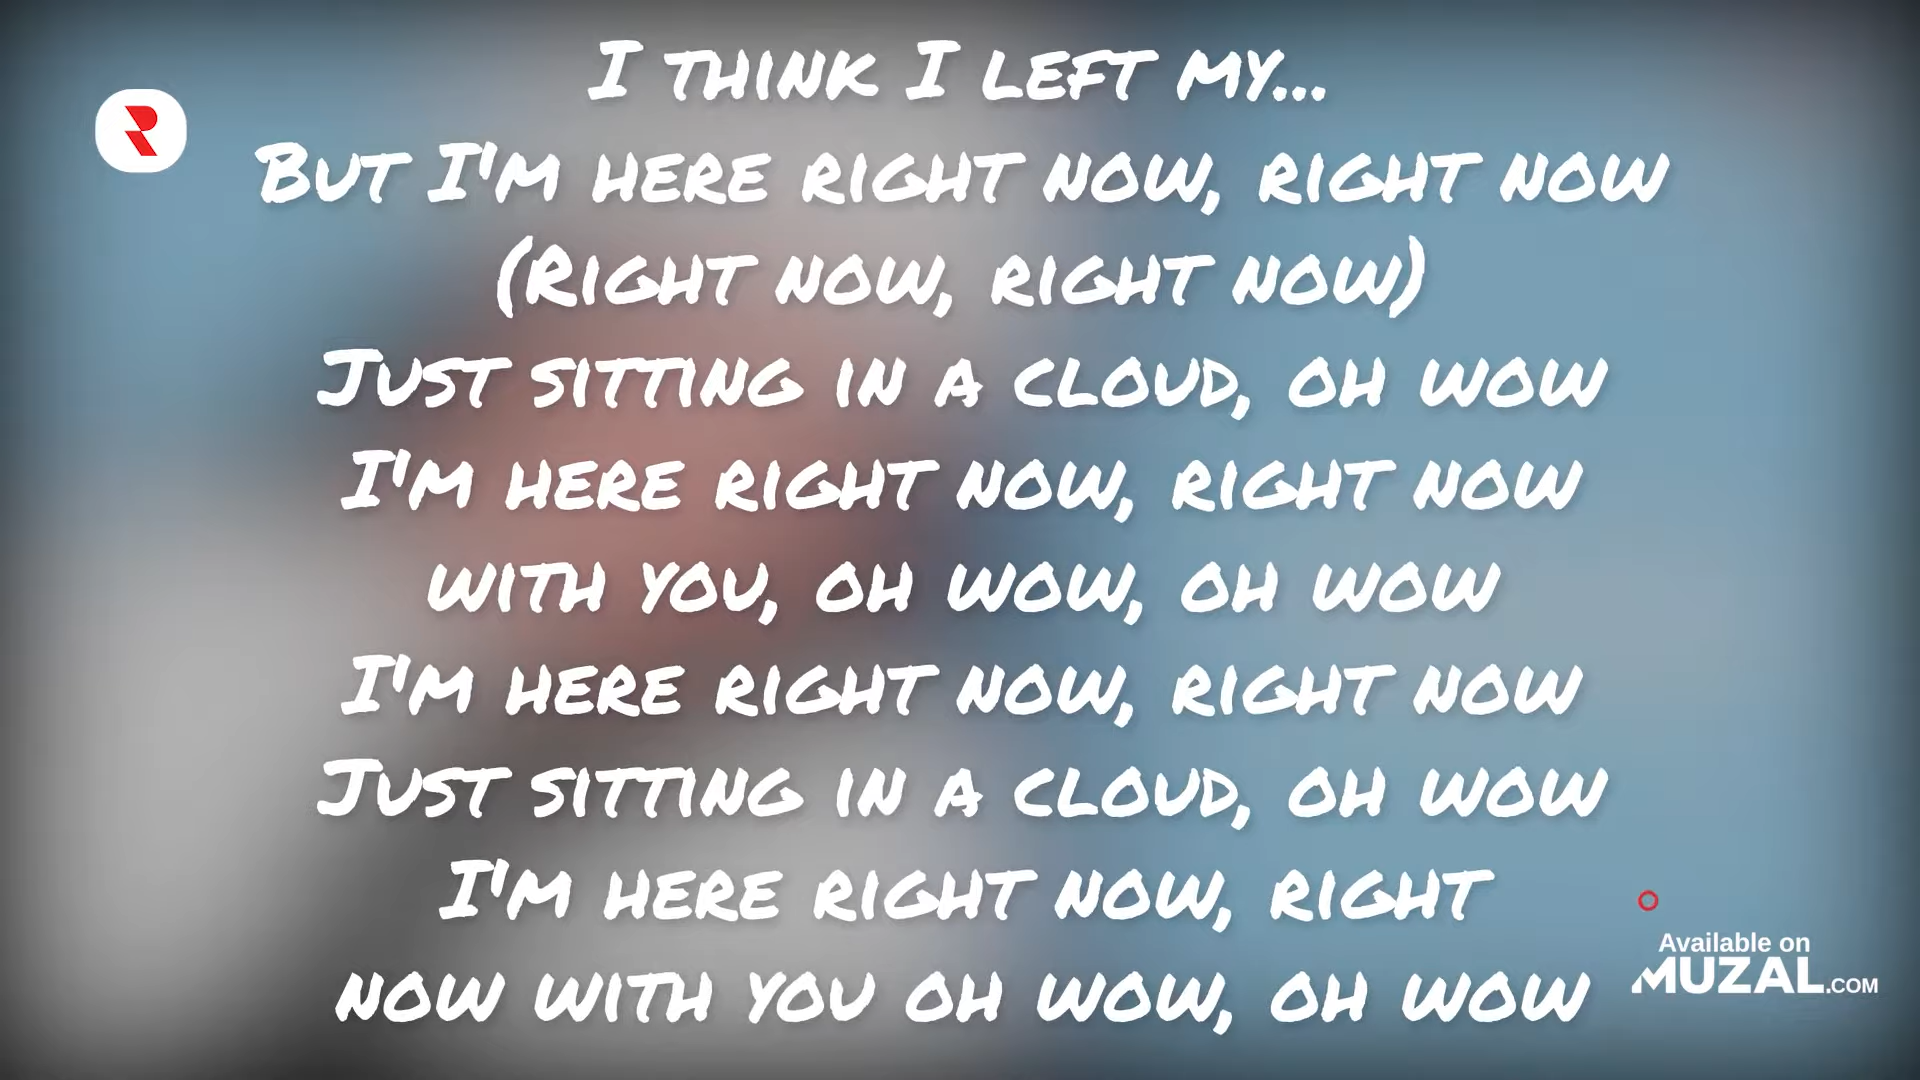 I THINK I LEFT MY...
BUT I'M HERE RIGHT NOW, RIGHT NOW
(RIGHT NOW, RIGHT NOW)
JUST SITTING IN A CLOUD, OH WOW
I'M HERE RIGHT NOW, RIGHT NOW
WITH YOU, OH WOW, OH WOW
I'M HERE RIGHT NOW, RIGHT NOW
JUST SITTING IN A CLOUD, OH WOW
I'M HERE RIGHT NOW, RIGHT
NOW WITH YOU OH WOW, OH WOW
R
Available on
MUZAL.COM